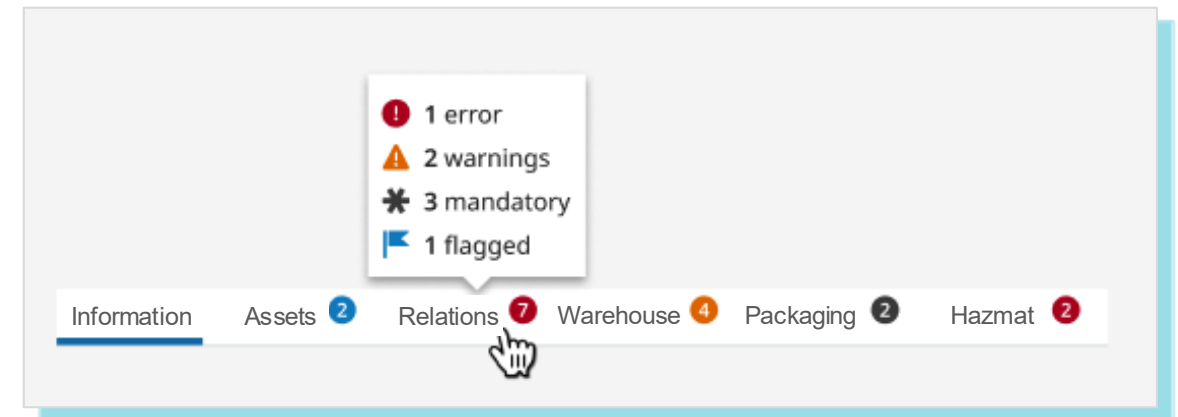 1 error
2 warnings
3 mandatory
1 flagged
Information Assets 2 Relations 7 Warehouse 4 Packaging 2 Hazmat 2